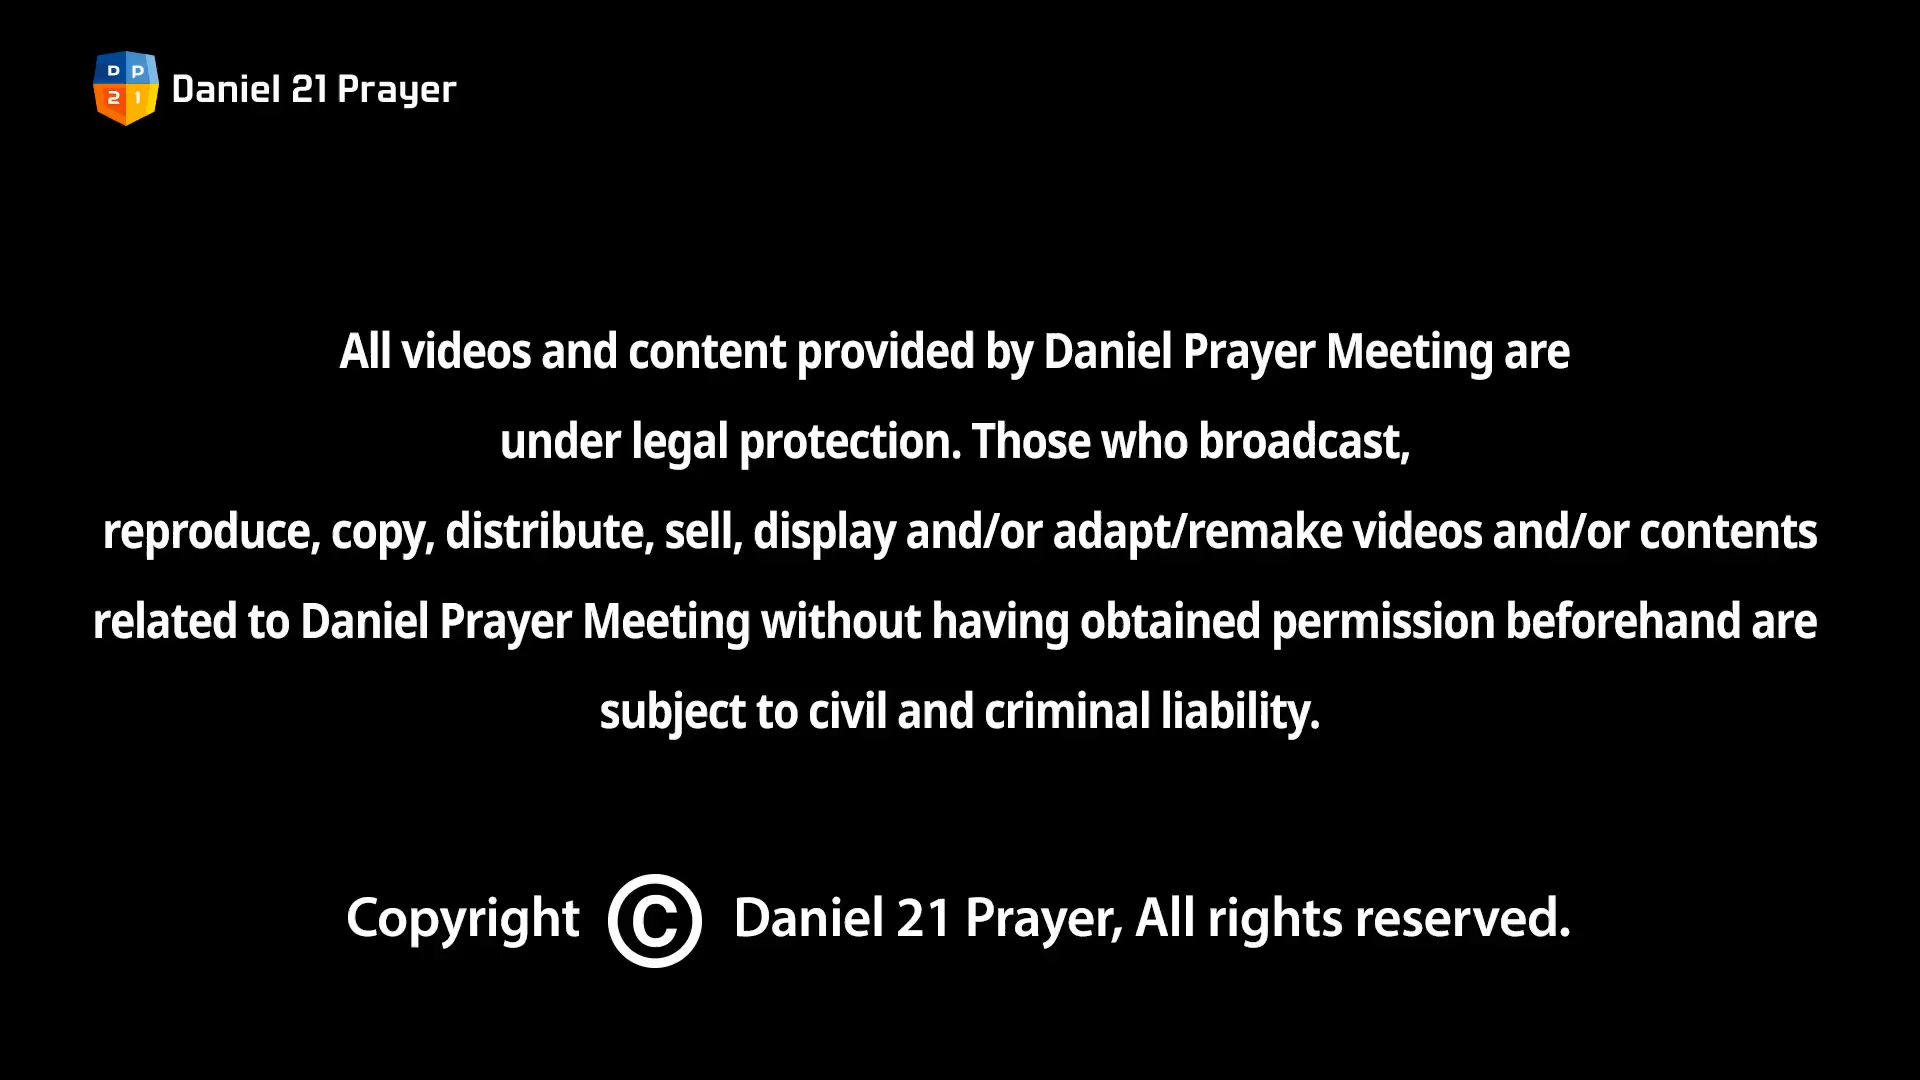 DP
21
Daniel 21 Prayer
All videos and content provided by Daniel Prayer Meeting are
under legal protection. Those who broadcast,
reproduce, copy, distribute, sell, display and/or adapt/remake videos and/or contents
related to Daniel Prayer Meeting without having obtained permission beforehand are
subject to civil and criminal liability.
Copyright © Daniel 21 Prayer, All rights reserved.